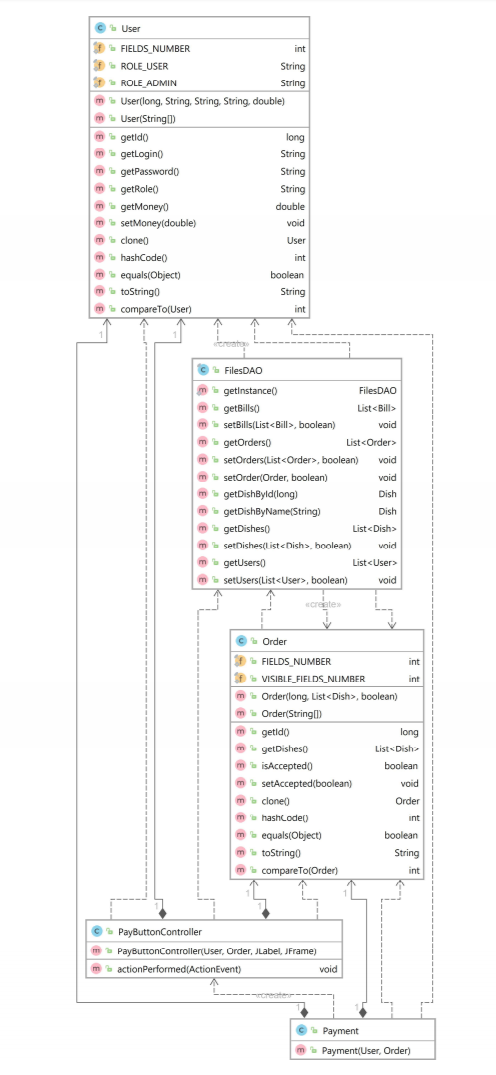 User
FIELDS_NUMBER int
ROLE_USER String
ROLE_ADMIN String
User(long, String, String, String, double)
User(String[])
getId() long
getLogin() String
getPassword() String
getRole() String
getMoney() double
setMoney(double) void
clone() User
hashCode() int
equals(Object) boolean
toString() String
compareTo(User) int
1 1
«create»
FilesDAO
getInstance() FilesDAO
getBills() List<Bill>
setBills(List<Bill>, boolean) void
getOrders() List<Order>
setOrders(List<Order>, boolean) void
setOrder(Order, boolean) void
getDishById(long) Dish
getDishByName(String) Dish
getDishes() List<Dish>
setDishes(List<Dish>, boolean) void
getUsers() List<User>
setUsers(List<User>, boolean) void
«create»
Order
FIELDS_NUMBER int
VISIBLE_FIELDS_NUMBER int
Order(long, List<Dish>, boolean)
Order(String[])
getId() long
getDishes() List<Dish>
isAccepted() boolean
setAccepted(boolean) void
clone() Order
hashCode() int
equals(Object) boolean
toString() String
compareTo(Order) int
1 1
1 1
PayButtonController
PayButtonController(User, Order, JLabel, JFrame)
actionPerformed(ActionEvent) void
«create»
1 1
Payment
Payment(User, Order)